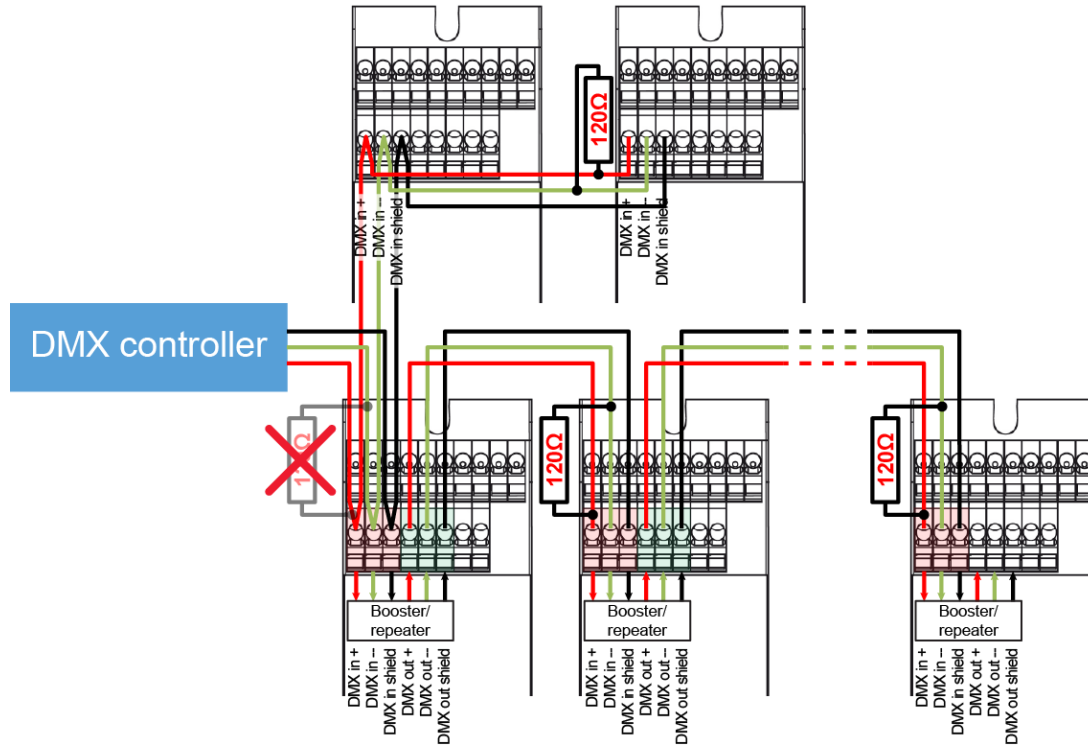 120Ω
DMX in +
DMX in --
DMX in shield
DMX in +
DMX in --
DMX in shield
DMX controller
120Ω
120Ω
Booster/
repeater
Booster/
repeater
Booster/
repeater
DMX in +
DMX in --
DMX in shield
DMX out +
DMX out --
DMX out shield
DMX in +
DMX in --
DMX in shield
DMX out +
DMX out --
DMX out shield
DMX in +
DMX in --
DMX in shield
DMX out +
DMX out --
DMX out shield